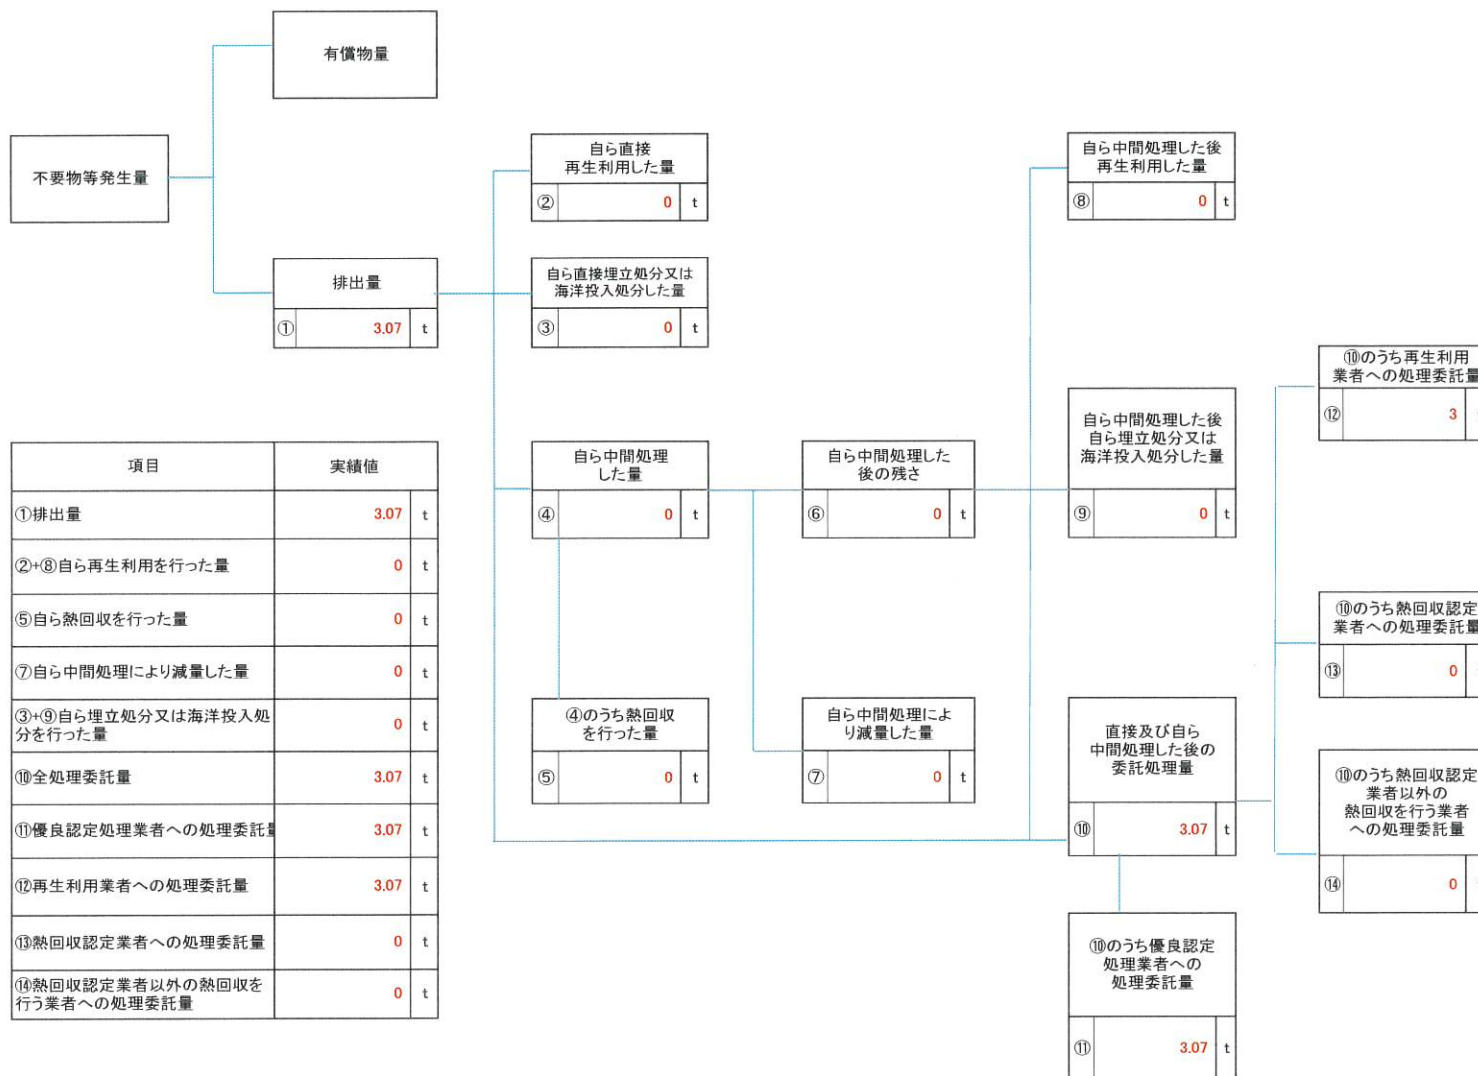 有償物量
不要物等発生量
排出量
① 3.07 t
自ら直接
再生利用した量
② 0 t
自ら直接埋立処分又は
海洋投入処分した量
③ 0 t
自ら中間処理
した量
④ 0 t
④のうち熱回収
を行った量
⑤ 0 t
自ら中間処理した
後の残さ
⑥ 0 t
自ら中間処理によ
り減量した量
⑦ 0 t
自ら中間処理した後
再生利用した量
⑧ 0 t
自ら中間処理した後
自ら埋立処分又は
海洋投入処分した量
⑨ 0 t
直接及び自ら
中間処理した後の
委託処理量
⑩ 3.07 t
⑩のうち優良認定
処理業者への
処理委託量
⑪ 3.07 t
⑩のうち再生利用
業者への処理委託量
⑫ 3
⑩のうち熱回収認定
業者への処理委託量
⑬ 0
⑩のうち熱回収認定
業者以外の
熱回収を行う業者
への処理委託量
⑭ 0
項目 実績値
①排出量 3.07 t
②+⑧自ら再生利用を行った量 0 t
⑤自ら熱回収を行った量 0 t
⑦自ら中間処理により減量した量 0 t
③+⑨自ら埋立処分又は海洋投入処
分を行った量 0 t
⑩全処理委託量 3.07 t
⑪優良認定処理業者への処理委託量 3.07 t
⑫再生利用業者への処理委託量 3.07 t
⑬熱回収認定業者への処理委託量 0 t
⑭熱回収認定業者以外の熱回収を
行う業者への処理委託量 0 t